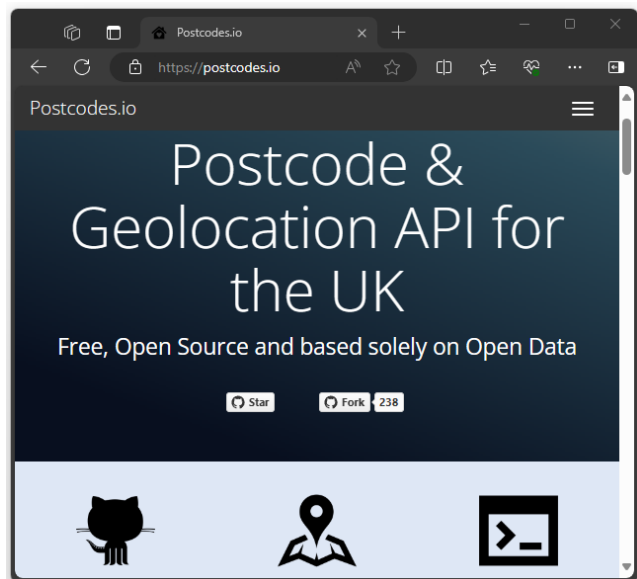 Postcodes.io
https://postcodes.io
Postcodes.io
Postcode &
Geolocation API for
the UK
Free, Open Source and based solely on Open Data
Star
Fork 238